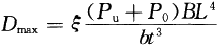 D_max = ξ (P_u + P_0)BL^4 / bt^3